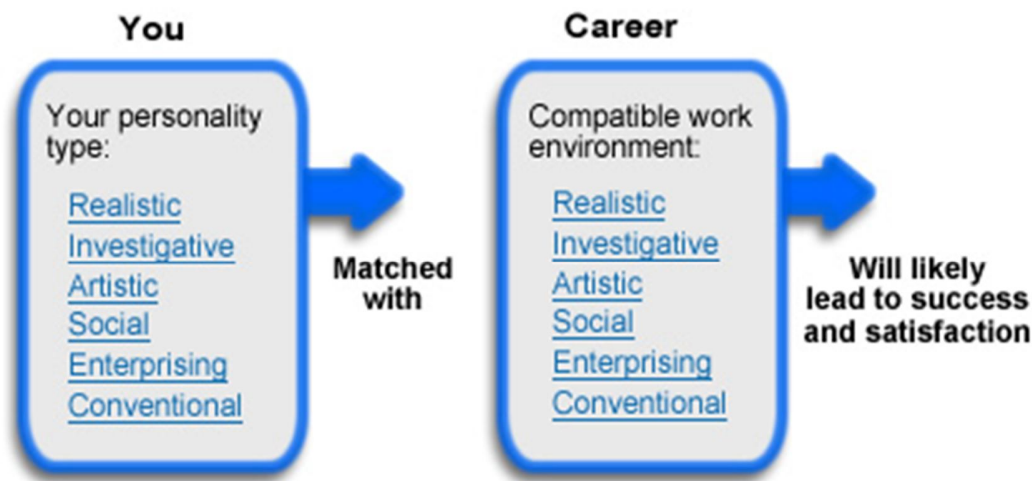 You
Your personality
type:
Realistic
Investigative
Artistic
Social
Enterprising
Conventional
Matched
with
Career
Compatible work
environment:
Realistic
Investigative
Artistic
Social
Enterprising
Conventional
Will likely
lead to success
and satisfaction